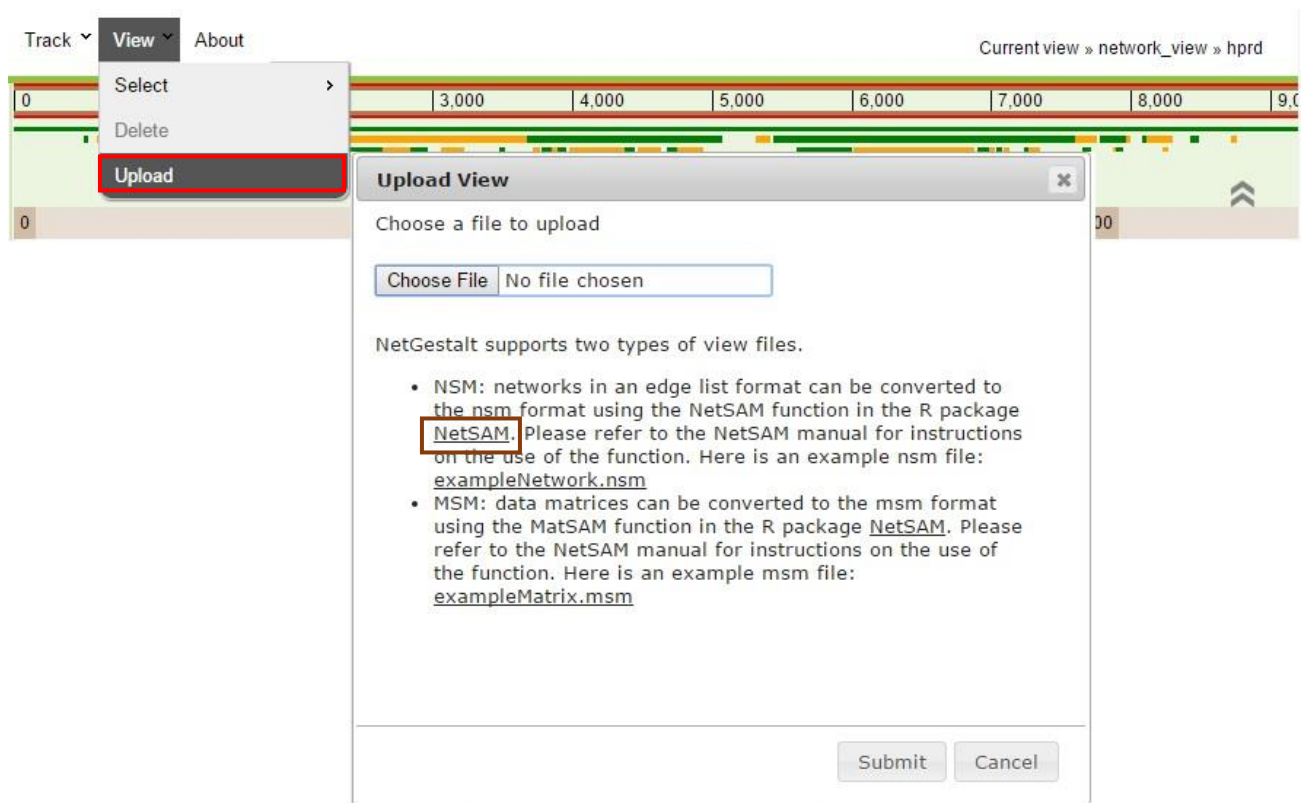 Track View About
Current view » network_view » hprd
Select
0 3,000 4,000 5,000 6,000 7,000 8,000
Delete
Upload
Upload View
0
Choose a file to upload
Choose File No file chosen
NetGestalt supports two types of view files.
• NSM: networks in an edge list format can be converted to
the nsm format using the NetSAM function in the R package
NetSAM. Please refer to the NetSAM manual for instructions
on the use of the function. Here is an example nsm file:
exampleNetwork.nsm
• MSM: data matrices can be converted to the msm format
using the MatSAM function in the R package NetSAM. Please
refer to the NetSAM manual for instructions on the use of
the function. Here is an example msm file:
exampleMatrix.msm
Submit Cancel